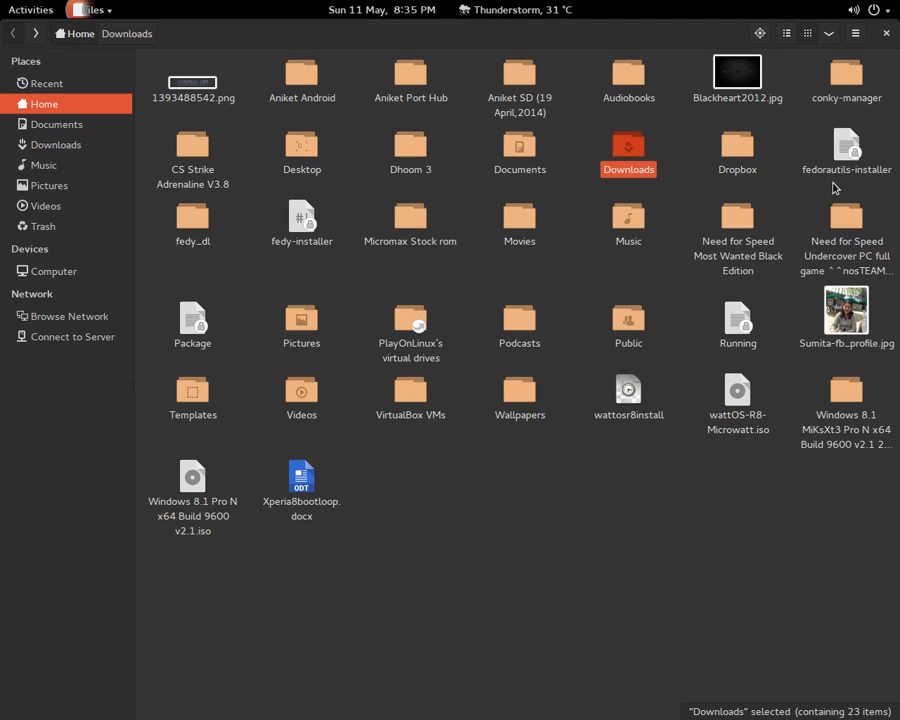 Activities Files Sun 11 May, 8:35 PM Thunderstorm, 31 °C
Home Downloads
Places
Recent
Home
Documents
Downloads
Music
Pictures
Videos
Trash
Devices
Computer
Network
Browse Network
Connect to Server
1393488542.png
Aniket Android
Aniket Port Hub
Aniket SD (19
April,2014)
Audiobooks
Blackheart2012.jpg
conky-manager
CS Strike
Adrenaline V3.8
Desktop
Dhoom 3
Documents
Downloads
Dropbox
fedorautils-installer
fedy_dl
#!
fedy-installer
Micromax Stock rom
Movies
Music
Need for Speed
Most Wanted Black
Edition
Need for Speed
Undercover PC full
game ^^nosTEAM...
Package
Pictures
PlayOnLinux's
virtual drives
Podcasts
Public
Running
Sumita-fb_profile.jpg
Templates
Videos
VirtualBox VMs
Wallpapers
wattosr8install
wattOS-R8-
Microwatt.iso
Windows 8.1
MiKsXt3 Pro N x64
Build 9600 v2.1 2...
Windows 8.1 Pro N
x64 Build 9600
v2.1.iso
ODT
Xperia8bootloop.
docx
"Downloads" selected (containing 23 items)